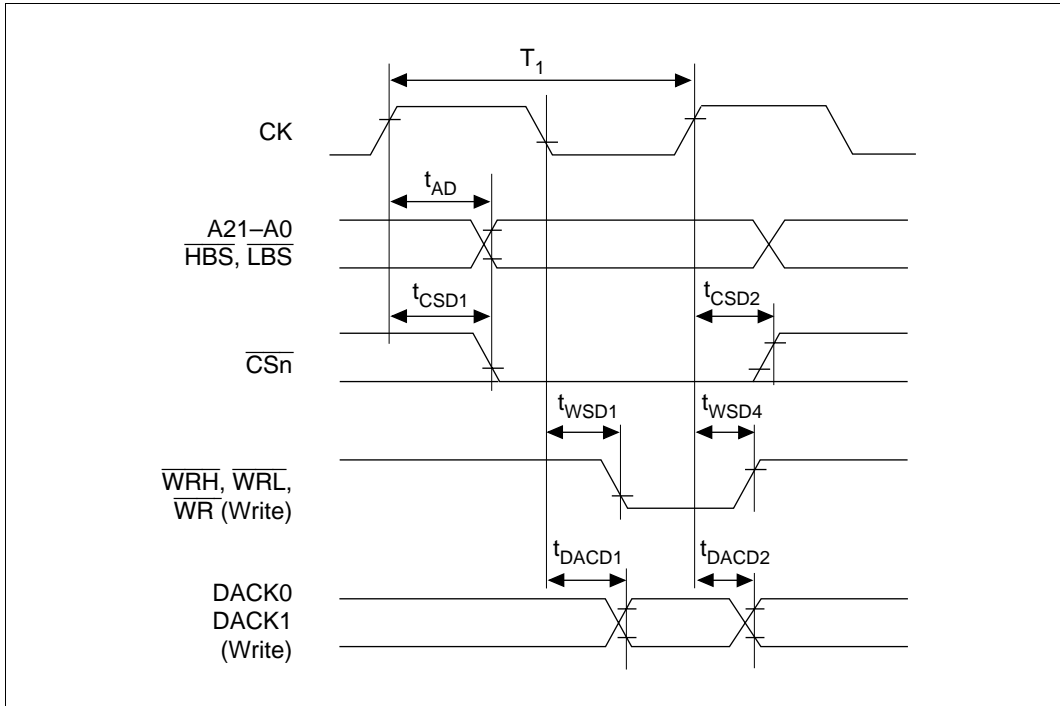 T1
CK
tAD
A21–A0
HBS, LBS
tCSD1
tCSD2
CSn
tWSD1
tWSD4
WRH, WRL,
WR (Write)
tDACD1
tDACD2
DACK0
DACK1
(Write)